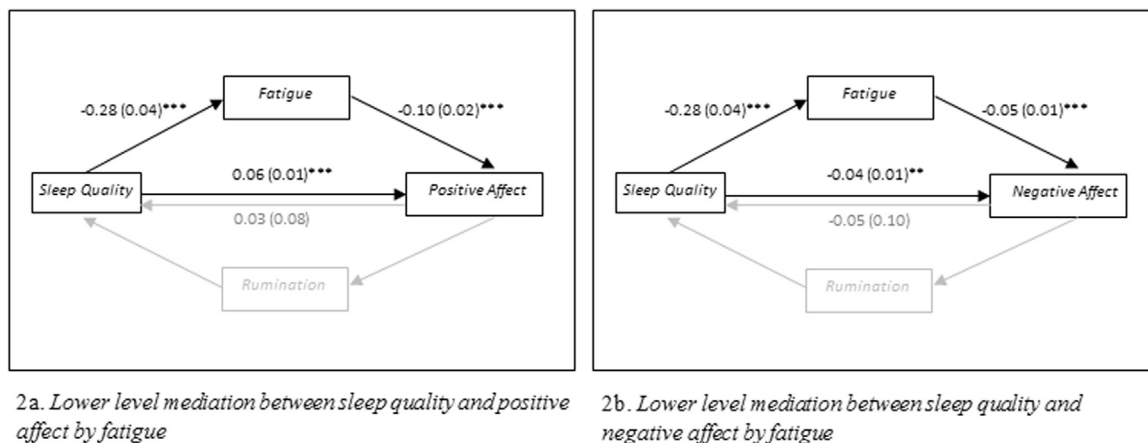 Fatigue
-0.28 (0.04)***
-0.10 (0.02)***
Sleep Quality
0.06 (0.01)***
Positive Affect
0.03 (0.08)
Rumination
2a. Lower level mediation between sleep quality and positive
affect by fatigue
Fatigue
-0.28 (0.04)***
-0.05 (0.01)***
Sleep Quality
-0.04 (0.01)**
Negative Affect
-0.05 (0.10)
Rumination
2b. Lower level mediation between sleep quality and
negative affect by fatigue